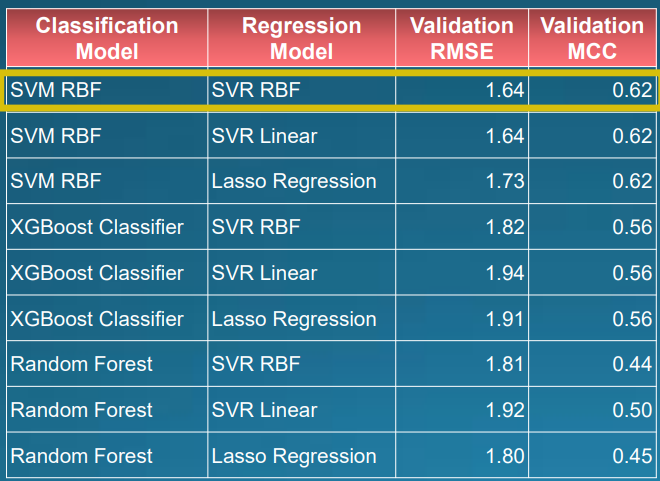 Classification Model Regression Model Validation RMSE Validation MCC
SVM RBF SVR RBF 1.64 0.62
SVM RBF SVR Linear 1.64 0.62
SVM RBF Lasso Regression 1.73 0.62
XGBoost Classifier SVR RBF 1.82 0.56
XGBoost Classifier SVR Linear 1.94 0.56
XGBoost Classifier Lasso Regression 1.91 0.56
Random Forest SVR RBF 1.81 0.44
Random Forest SVR Linear 1.92 0.50
Random Forest Lasso Regression 1.80 0.45